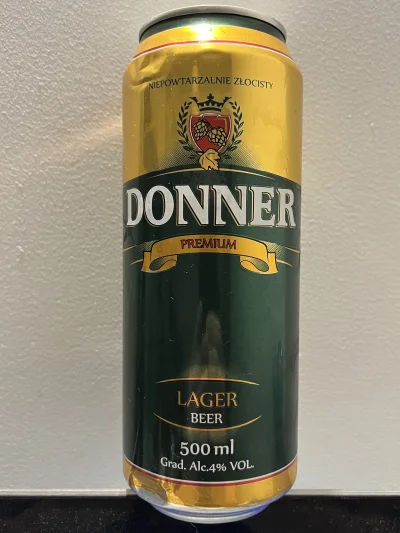 NIEPOWTARZALNIE ZŁOCISTY
DONNER
PREMIUM
LAGER
BEER
500 ml
Grad. Alc.4% VOL.